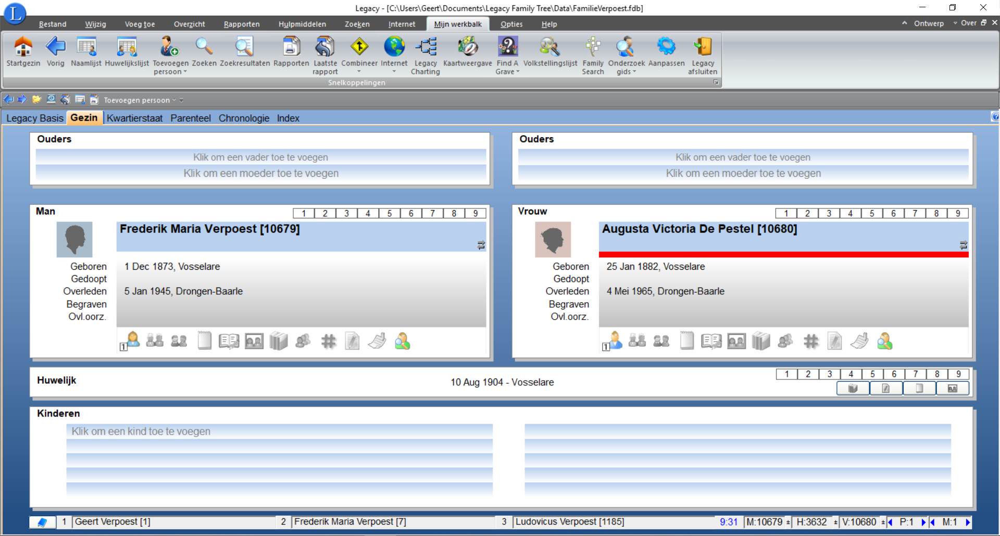 Legacy - [C:\Users\Geert\Documents\Legacy Family Tree\Data\FamilieVerpoest.fdb]
L
Bestand Wijzig Voeg toe Overzicht Rapporten Hulpmiddelen Zoeken Internet Mijn werkbalk Opties Help Ontwerp Over
Startgezin Vorig Naamlijst Huwelijkslijst Toevoegen persoon Zoeken Zoekresultaten Rapporten Laatste rapport Combineer Internet Legacy Charting Kaartweergave Find A Grave Volkstellingslijst Family Search Onderzoek gids Aanpassen Legacy afsluiten
Snelkoppelingen
Toevoegen persoon
Legacy Basis Gezin Kwartierstaat Parenteel Chronologie Index
Ouders
Klik om een vader toe te voegen
Klik om een moeder toe te voegen
Ouders
Klik om een vader toe te voegen
Klik om een moeder toe te voegen
Man 1 2 3 4 5 6 7 8 9
Frederik Maria Verpoest [10679]
Geboren 1 Dec 1873, Vosselare
Gedoopt
Overleden 5 Jan 1945, Drongen-Baarle
Begraven
Ovl.oorz.
1
Vrouw 1 2 3 4 5 6 7 8 9
Augusta Victoria De Pestel [10680]
Geboren 25 Jan 1882, Vosselare
Gedoopt
Overleden 4 Mei 1965, Drongen-Baarle
Begraven
Ovl.oorz.
1
Huwelijk 10 Aug 1904 - Vosselare 1 2 3 4 5 6 7 8 9
Kinderen
Klik om een kind toe te voegen
1 Geert Verpoest [1] 2 Frederik Maria Verpoest [7] 3 Ludovicus Verpoest [1185] 9:31 M:10679 ± H:3632 ± V:10680 ± P:1 M:1